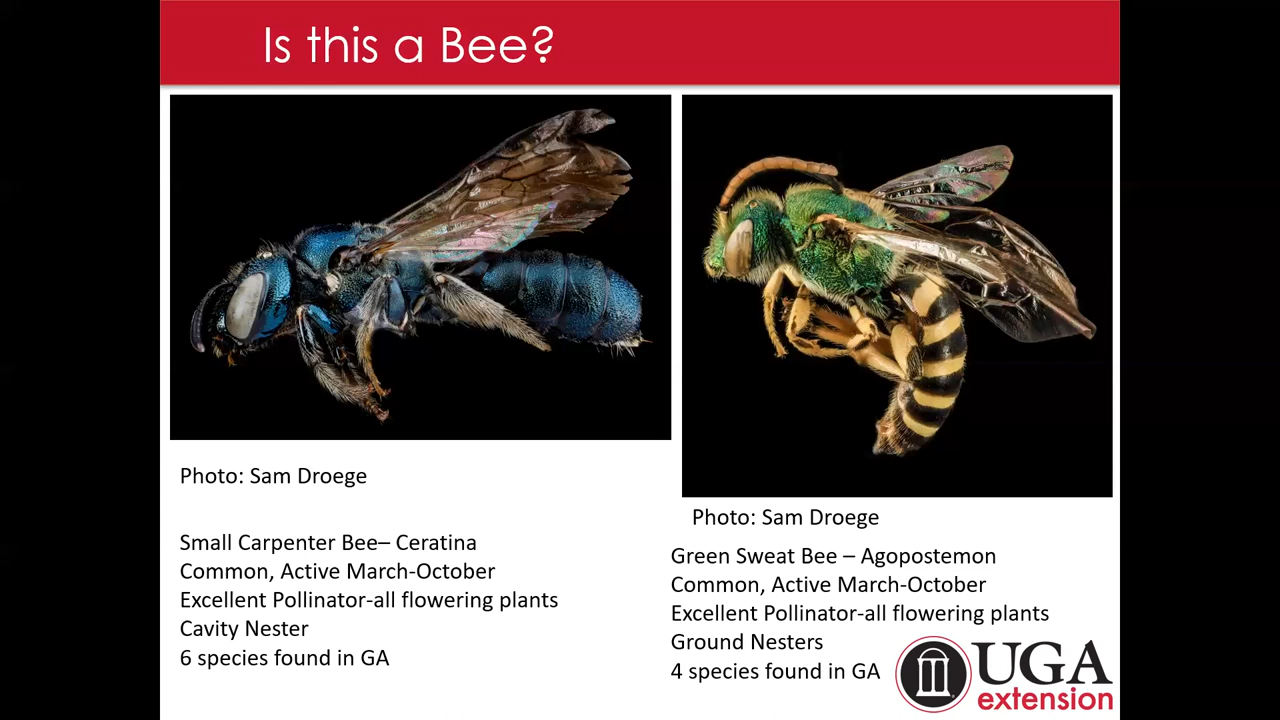 Is this a Bee?
Photo: Sam Droege
Small Carpenter Bee– Ceratina
Common, Active March-October
Excellent Pollinator-all flowering plants
Cavity Nester
6 species found in GA
Photo: Sam Droege
Green Sweat Bee – Agopostemon
Common, Active March-October
Excellent Pollinator-all flowering plants
Ground Nesters
4 species found in GA
UGA
extension